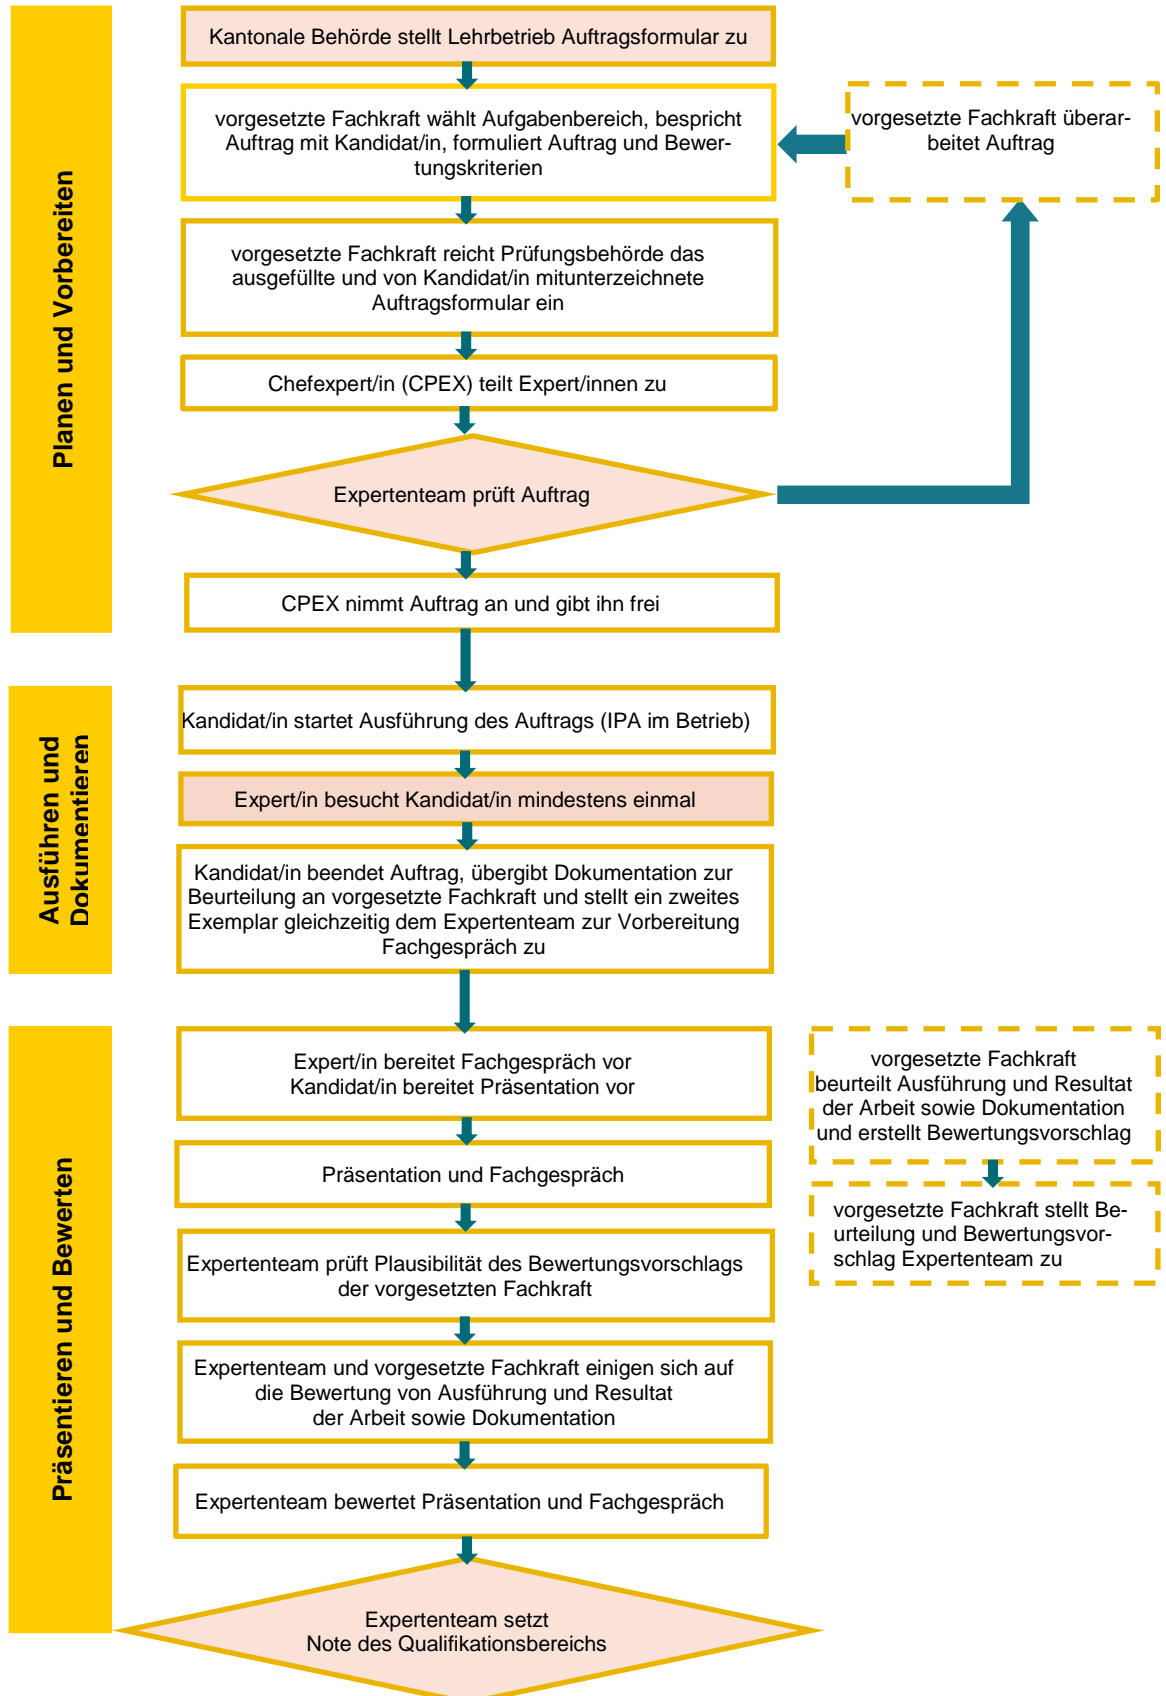 Planen und Vorbereiten
Kantonale Behörde stellt Lehrbetrieb Auftragsformular zu
vorgesetzte Fachkraft wählt Aufgabenbereich, bespricht
Auftrag mit Kandidat/in, formuliert Auftrag und Bewer-
tungskriterien
vorgesetzte Fachkraft überar-
beitet Auftrag
vorgesetzte Fachkraft reicht Prüfungsbehörde das
ausgefüllte und von Kandidat/in mitunterzeichnete
Auftragsformular ein
Chefexpert/in (CPEX) teilt Expert/innen zu
Expertenteam prüft Auftrag
CPEX nimmt Auftrag an und gibt ihn frei
Ausführen und
Dokumentieren
Kandidat/in startet Ausführung des Auftrags (IPA im Betrieb)
Expert/in besucht Kandidat/in mindestens einmal
Kandidat/in beendet Auftrag, übergibt Dokumentation zur
Beurteilung an vorgesetzte Fachkraft und stellt ein zweites
Exemplar gleichzeitig dem Expertenteam zur Vorbereitung
Fachgespräch zu
Präsentieren und Bewerten
Expert/in bereitet Fachgespräch vor
Kandidat/in bereitet Präsentation vor
vorgesetzte Fachkraft
beurteilt Ausführung und Resultat
der Arbeit sowie Dokumentation
und erstellt Bewertungsvorschlag
Präsentation und Fachgespräch
vorgesetzte Fachkraft stellt Be-
urteilung und Bewertungsvor-
schlag Expertenteam zu
Expertenteam prüft Plausibilität des Bewertungsvorschlags
der vorgesetzten Fachkraft
Expertenteam und vorgesetzte Fachkraft einigen sich auf
die Bewertung von Ausführung und Resultat
der Arbeit sowie Dokumentation
Expertenteam bewertet Präsentation und Fachgespräch
Expertenteam setzt
Note des Qualifikationsbereichs